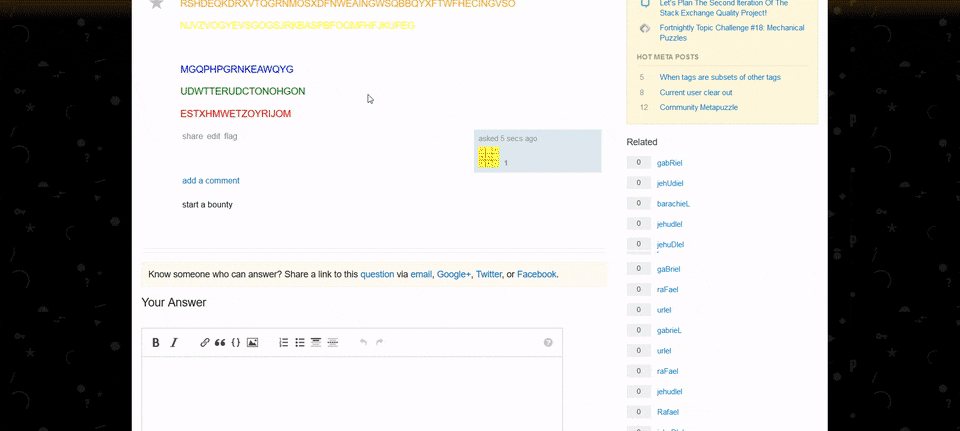 RSHDEQKDRXVTQGRNMOSXDFNWEAINGWSQBBQYXFTWFHECINGVSO
NJVZVOGYEVSGOGSJRXBASPBFOGMFHFJKUFEG
MGQPHPGRNKEAWQYG
UDWTTERUDCTONOHGON
ESTXHMWETZOYRIJOM
share edit flag
asked 5 secs ago
1
add a comment
start a bounty
Know someone who can answer? Share a link to this question via email, Google+, Twitter, or Facebook.
Your Answer
B I
Let's Plan The Second Iteration Of The
Stack Exchange Quality Project!
Fortnightly Topic Challenge #18: Mechanical
Puzzles
HOT META POSTS
5 When tags are subsets of other tags
8 Current user clear out
12 Community Metapuzzle
Related
0 gabRiel
0 jehUdiel
0 barachieL
0 jehudIel
0 jehuDIel
0 gaBriel
0 raFael
0 urIel
0 gabrieL
0 urIel
0 raFael
0 jehudIel
0 Rafael